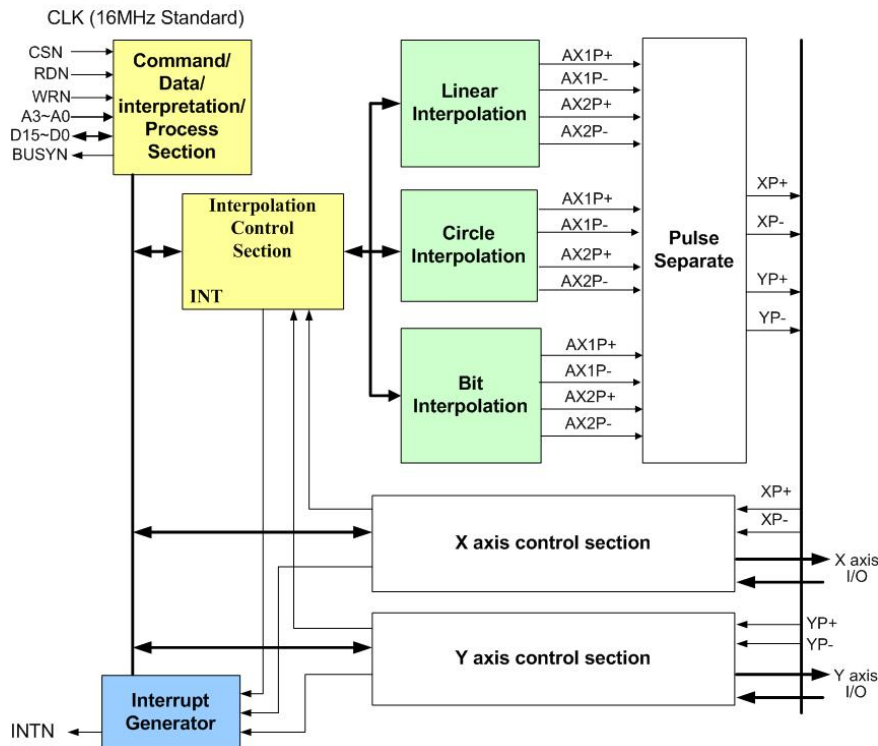 CLK (16MHz Standard)
CSN
RDN
WRN
A3~A0
D15~D0
BUSYN
Command/
Data/
interpretation/
Process
Section
Interpolation
Control
Section
INT
Linear
Interpolation
AX1P+
AX1P-
AX2P+
AX2P-
Circle
Interpolation
AX1P+
AX1P-
AX2P+
AX2P-
Bit
Interpolation
AX1P+
AX1P-
AX2P+
AX2P-
Pulse
Separate
XP+
XP-
YP+
YP-
X axis control section
XP+
XP-
X axis
I/O
Y axis control section
YP+
YP-
Y axis
I/O
Interrupt
Generator
INTN